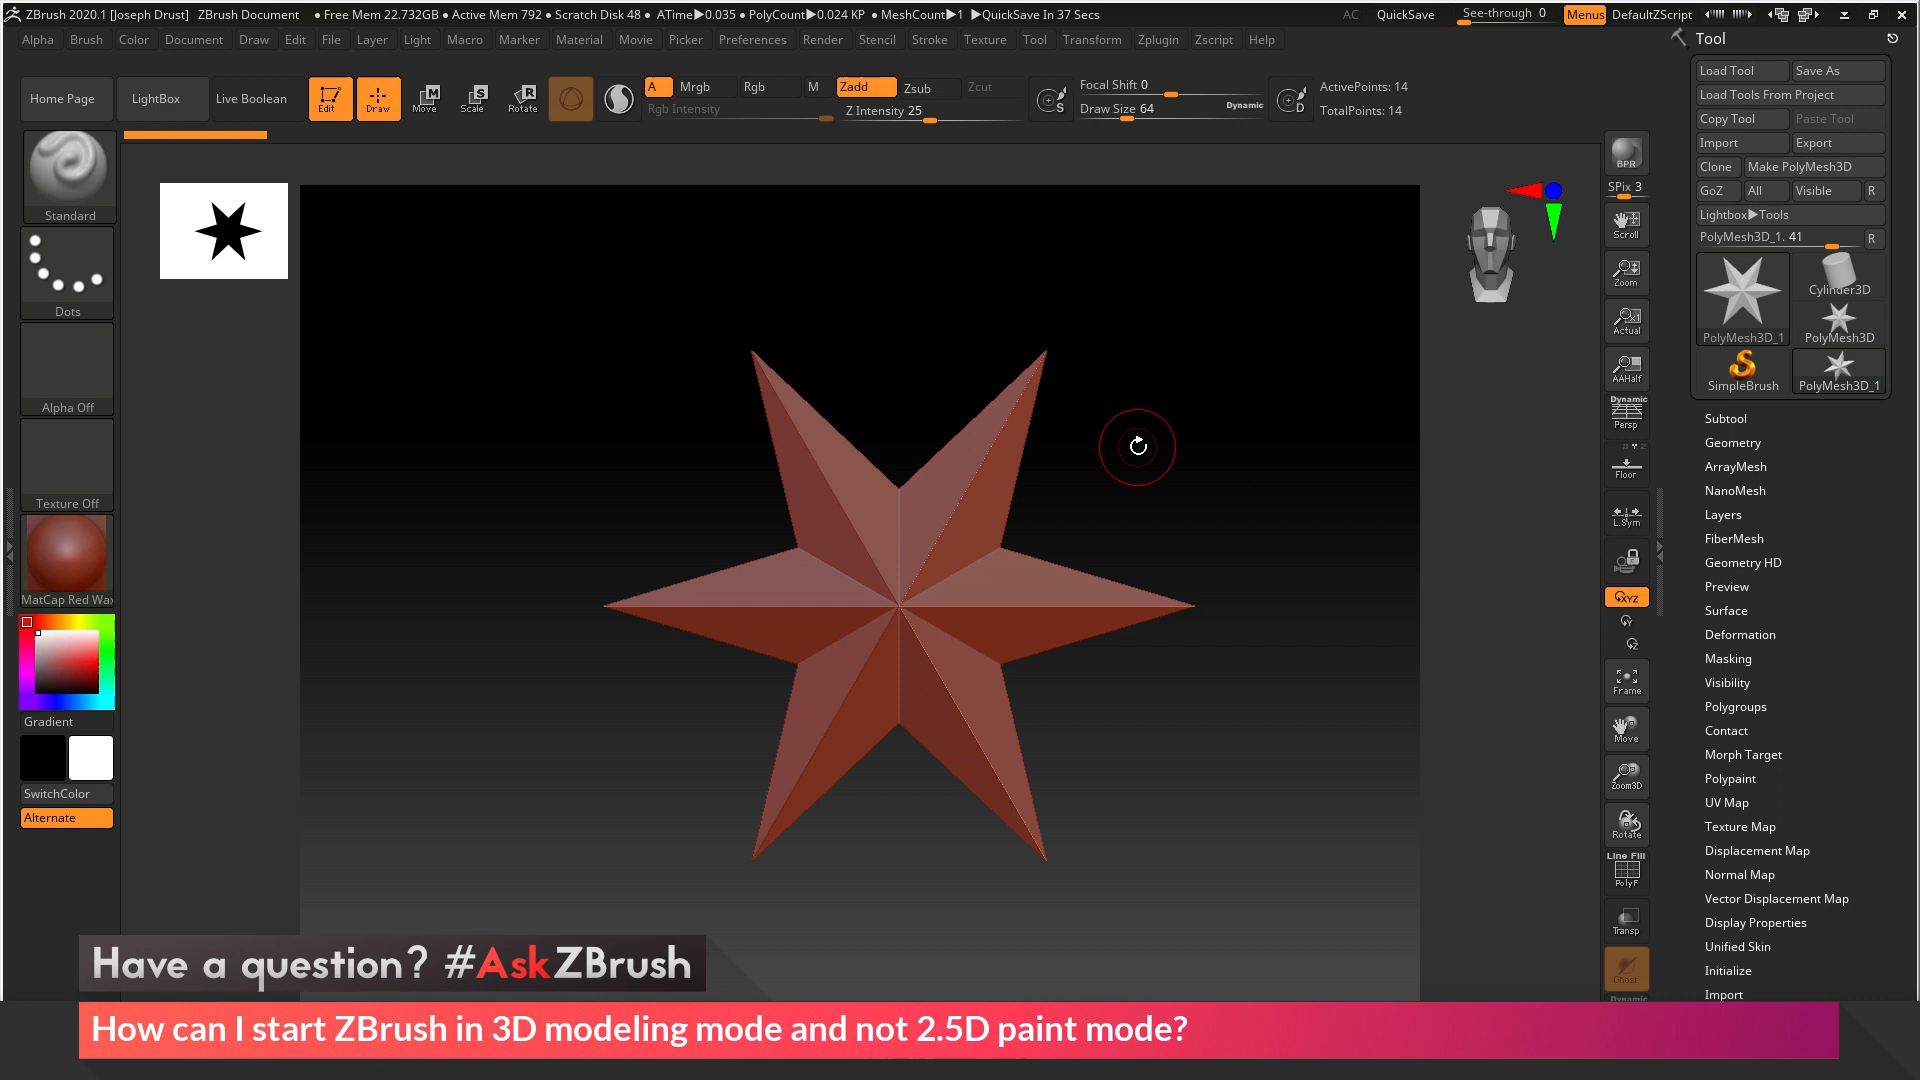 ZBrush 2020.1 [Joseph Drust] ZBrush Document • Free Mem 22.732GB • Active Mem 792 • Scratch Disk 48 • ATime▶0.035 • PolyCount▶0.024 KP • MeshCount▶1 ▶QuickSave In 37 Secs AC QuickSave See-through 0 Menus DefaultZScript
Alpha Brush Color Document Draw Edit File Layer Light Macro Marker Material Movie Picker Preferences Render Stencil Stroke Texture Tool Transform Zplugin Zscript Help
Home Page LightBox Live Boolean Edit Draw Move Scale Rotate
M S R
A Mrgb Rgb M Zadd Zsub Zcut
Rgb Intensity Z Intensity 25
S Focal Shift 0
Draw Size 64 Dynamic
D ActivePoints: 14
TotalPoints: 14
Standard
Dots
Alpha Off
Texture Off
MatCap Red Wax
Gradient
SwitchColor
Alternate
BPR
SPix 3
Scroll
Zoom
Actual
AAHalf
Dynamic
Persp
Floor
L.Sym
XYZ
Y
Z
Frame
Move
Zoom3D
Rotate
Line Fill
PolyF
Transp
Ghost
Dynamic
Tool
Load Tool Save As
Load Tools From Project
Copy Tool Paste Tool
Import Export
Clone Make PolyMesh3D
GoZ All Visible R
Lightbox▶Tools
PolyMesh3D_1. 41 R
PolyMesh3D_1 Cylinder3D
PolyMesh3D
SimpleBrush PolyMesh3D_1
Subtool
Geometry
ArrayMesh
NanoMesh
Layers
FiberMesh
Geometry HD
Preview
Surface
Deformation
Masking
Visibility
Polygroups
Contact
Morph Target
Polypaint
UV Map
Texture Map
Displacement Map
Normal Map
Vector Displacement Map
Display Properties
Unified Skin
Initialize
Import
Have a question? #AskZBrush
How can I start ZBrush in 3D modeling mode and not 2.5D paint mode?